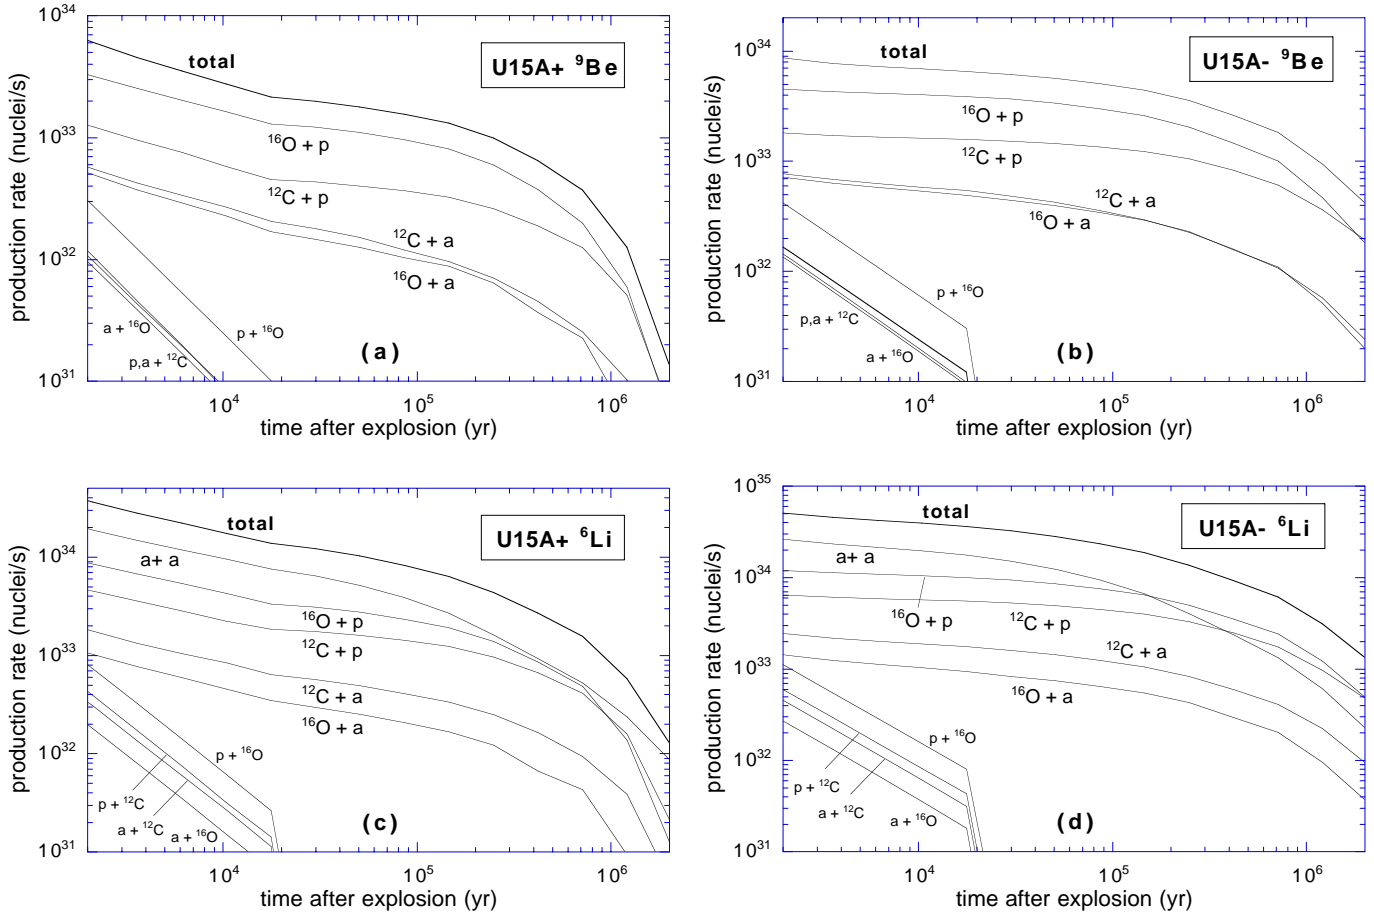 10^34
total
U15A+ ^9Be
^16O + p
10^33
^12C + p
^12C + a
10^32
^16O + a
a + ^16O
p + ^16O
p,a + ^12C
(a)
10^31
10^4
10^5
10^6
time after explosion (yr)
production rate (nuclei/s)
10^34
total
U15A- ^9Be
^16O + p
^12C + p
10^33
^12C + a
^16O + a
10^32
p + ^16O
p,a + ^12C
a + ^16O
(b)
10^31
10^4
10^5
10^6
time after explosion (yr)
production rate (nuclei/s)
total
U15A+ ^6Li
10^34
a+ a
^16O + p
^12C + p
10^33
^12C + a
^16O + a
p + ^16O
10^32
p + ^12C
a + ^12C
a + ^16O
(c)
10^31
10^4
10^5
10^6
time after explosion (yr)
production rate (nuclei/s)
10^35
total
U15A- ^6Li
a+ a
10^34
^16O + p
^12C + p
^12C + a
10^33
^16O + a
p + ^16O
10^32
p + ^12C
a + ^12C
a + ^16O
(d)
10^31
10^4
10^5
10^6
time after explosion (yr)
production rate (nuclei/s)